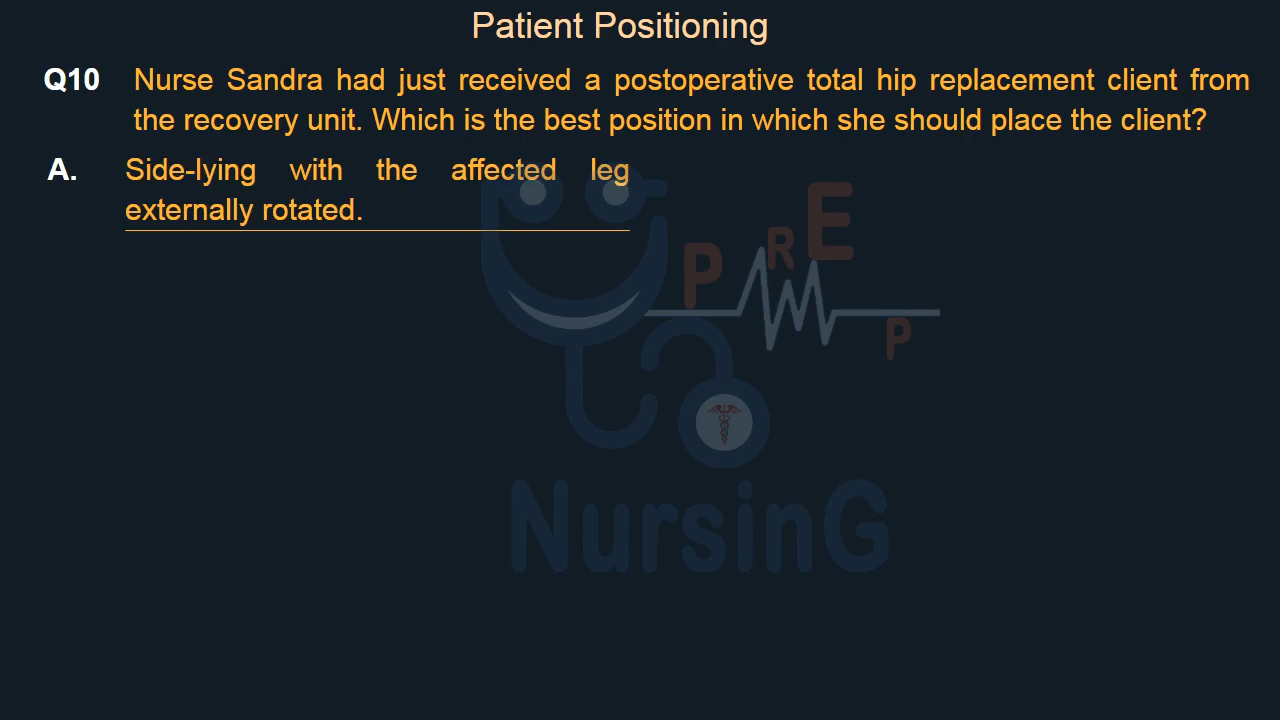 Patient Positioning
Q10 Nurse Sandra had just received a postoperative total hip replacement client from
the recovery unit. Which is the best position in which she should place the client?
A. Side-lying with the affected leg
externally rotated.
PREP
NursinG